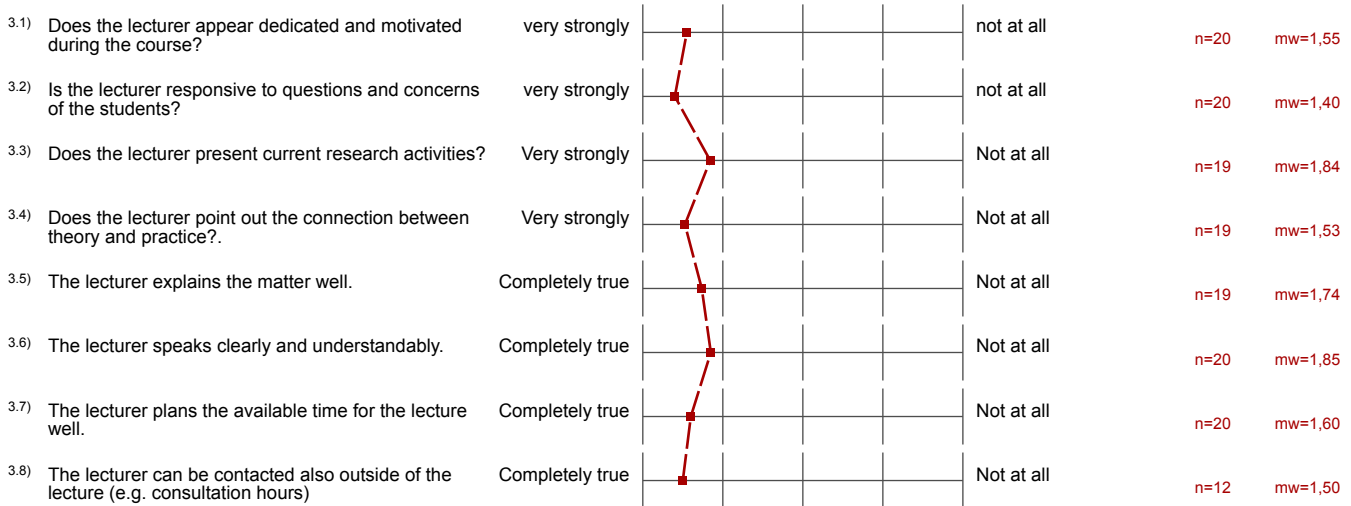 3.1) Does the lecturer appear dedicated and motivated during the course? very strongly not at all n=20 mw=1,55
3.2) Is the lecturer responsive to questions and concerns of the students? very strongly not at all n=20 mw=1,40
3.3) Does the lecturer present current research activities? Very strongly Not at all n=19 mw=1,84
3.4) Does the lecturer point out the connection between theory and practice?. Very strongly Not at all n=19 mw=1,53
3.5) The lecturer explains the matter well. Completely true Not at all n=19 mw=1,74
3.6) The lecturer speaks clearly and understandably. Completely true Not at all n=20 mw=1,85
3.7) The lecturer plans the available time for the lecture well. Completely true Not at all n=20 mw=1,60
3.8) The lecturer can be contacted also outside of the lecture (e.g. consultation hours) Completely true Not at all n=12 mw=1,50